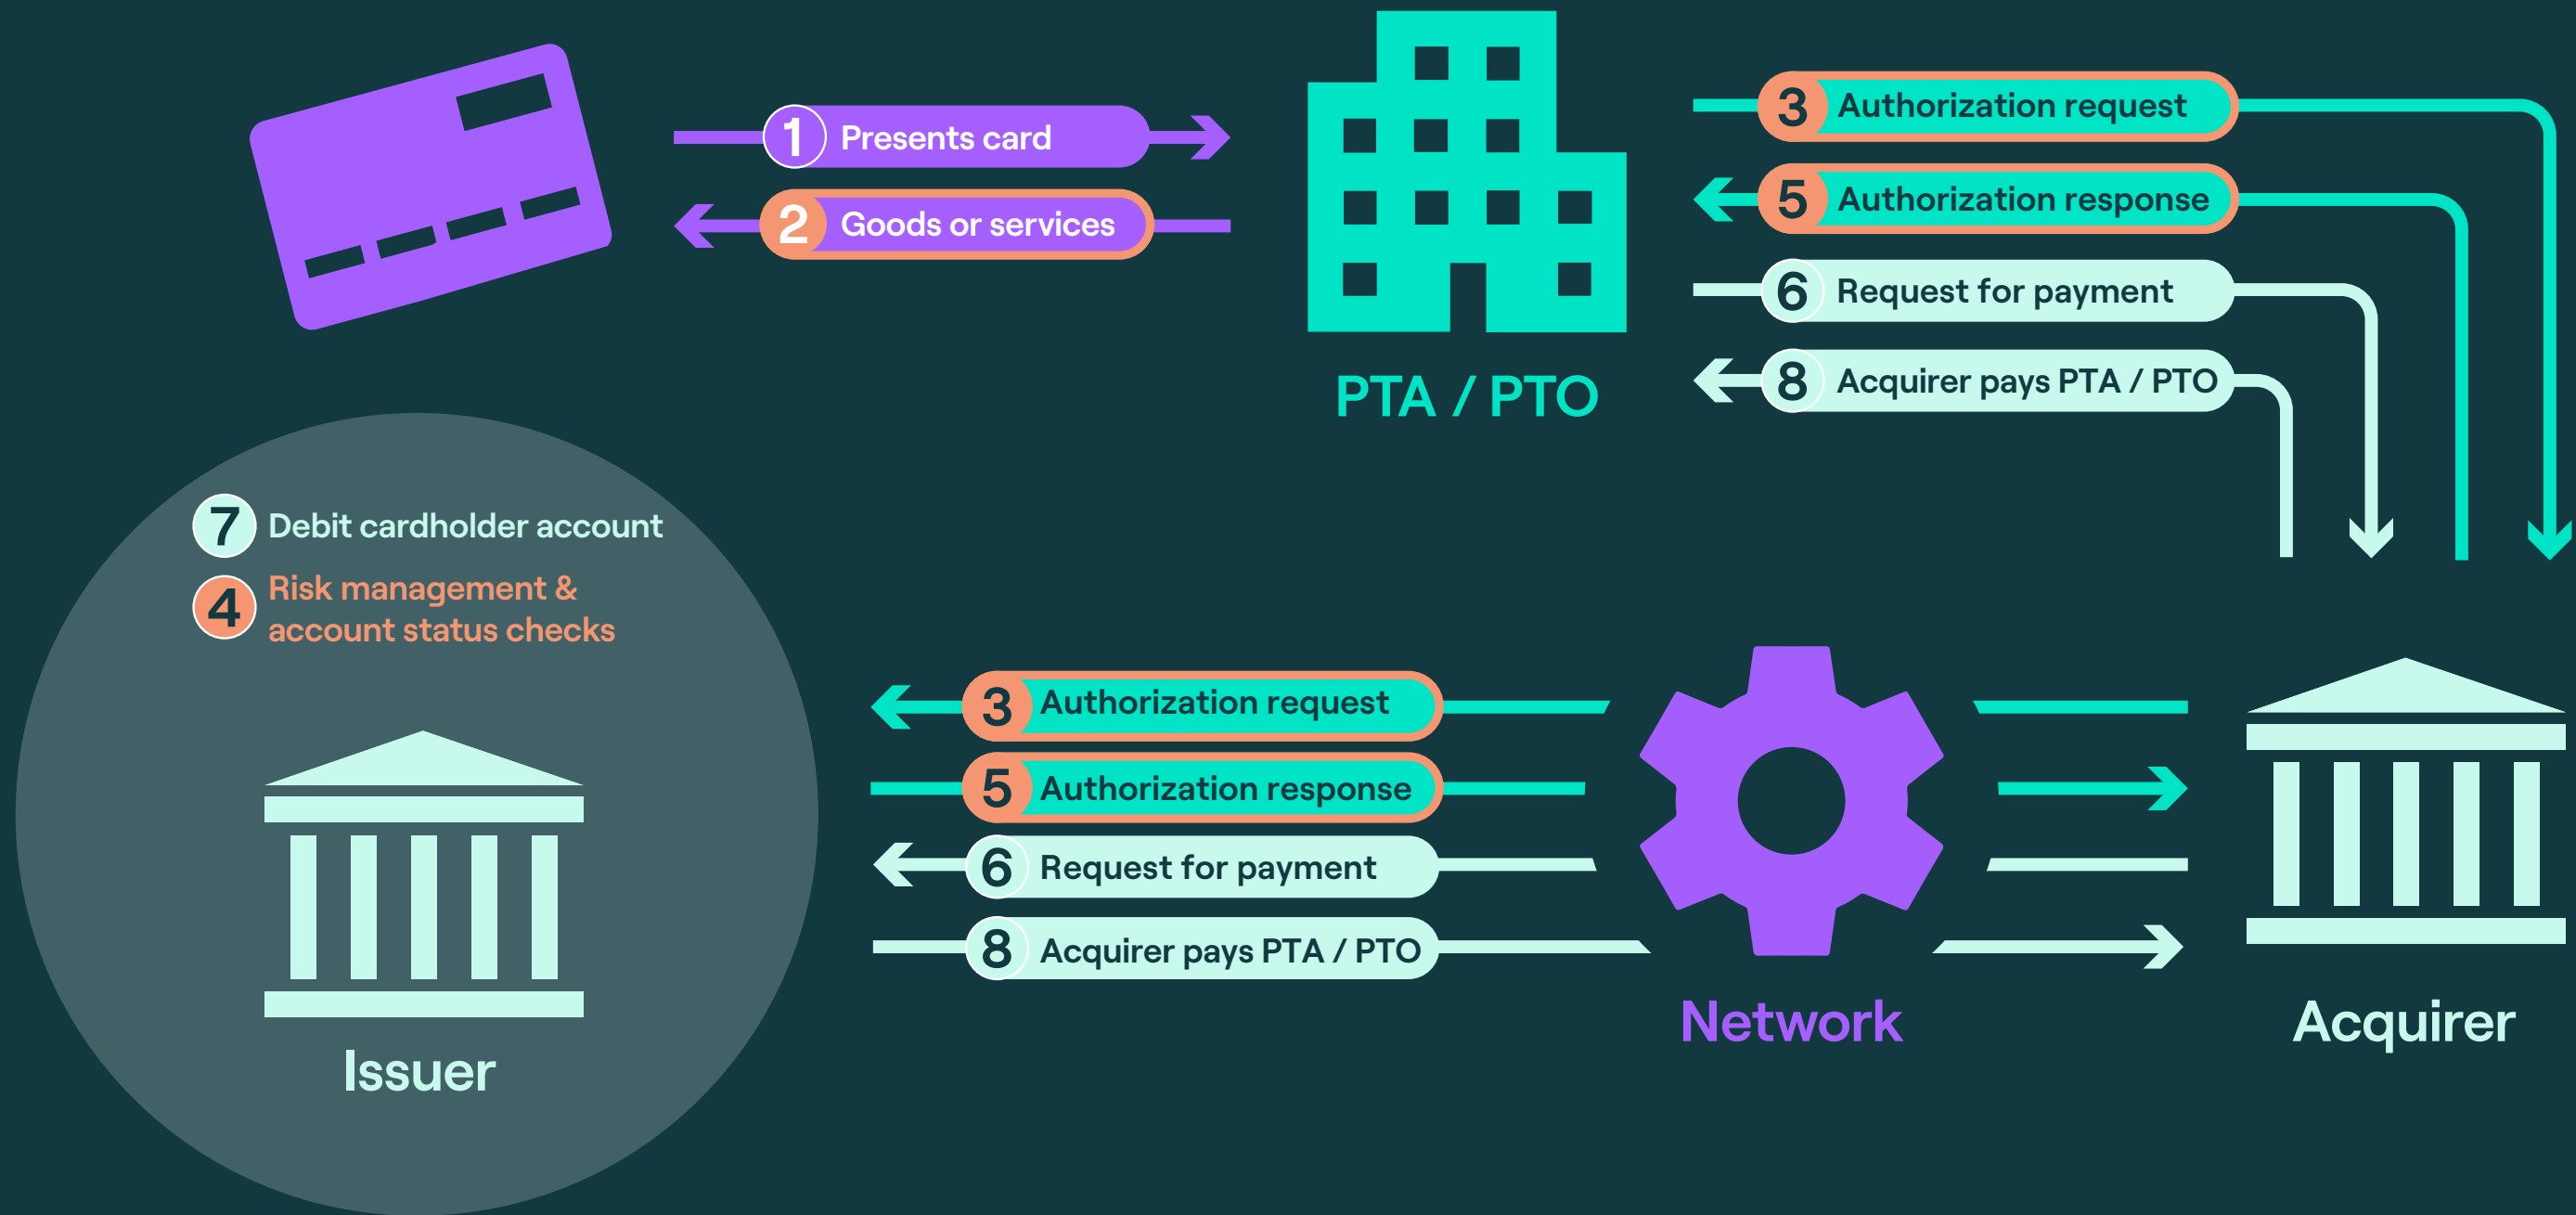 1 Presents card
2 Goods or services
PTA / PTO
3 Authorization request
5 Authorization response
6 Request for payment
8 Acquirer pays PTA / PTO
7 Debit cardholder account
4 Risk management &
account status checks
Issuer
3 Authorization request
5 Authorization response
6 Request for payment
8 Acquirer pays PTA / PTO
Network
Acquirer